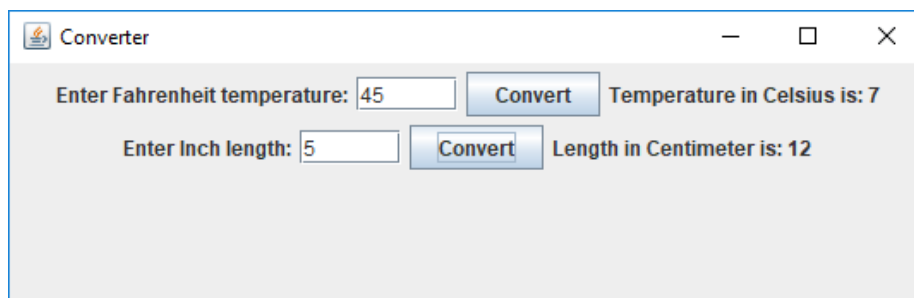 Converter
Enter Fahrenheit temperature: 45 Convert Temperature in Celsius is: 7
Enter Inch length: 5 Convert Length in Centimeter is: 12